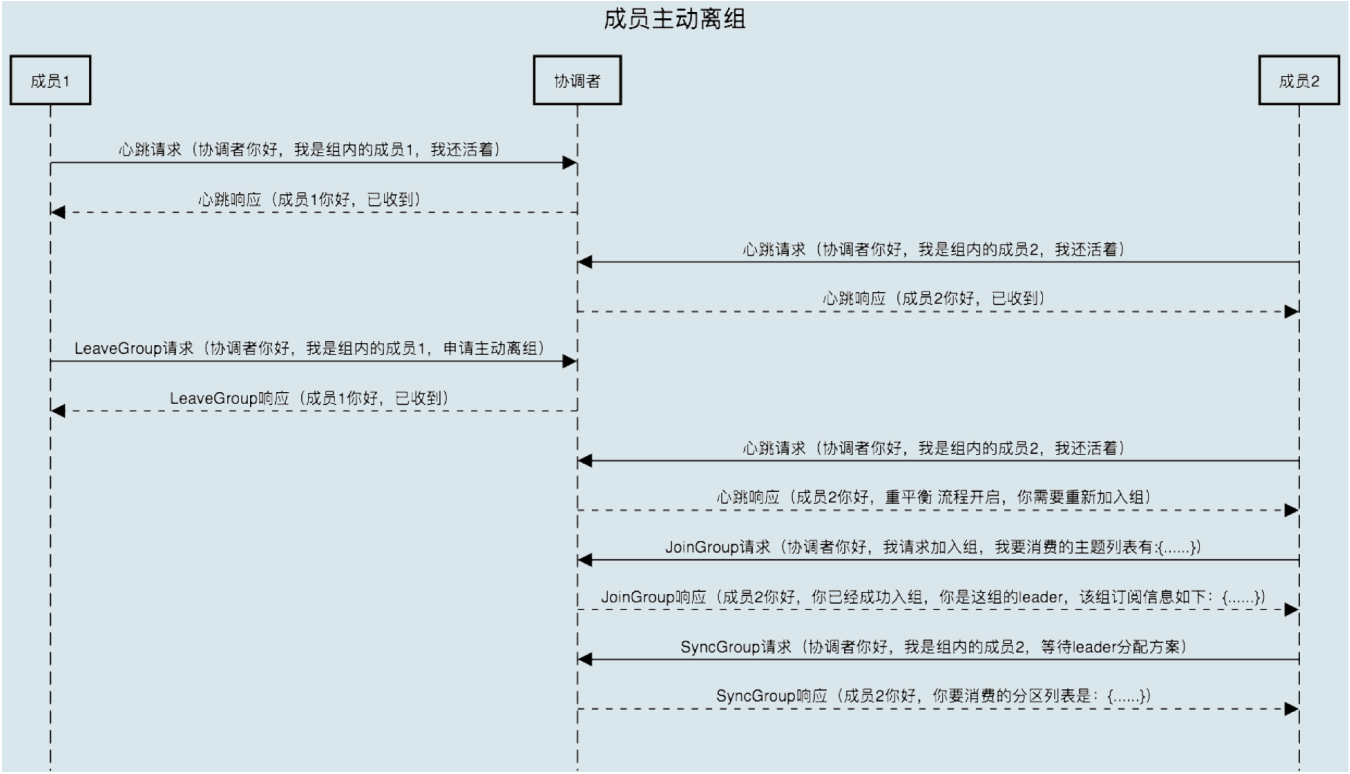 成员主动离组
成员1
协调者
成员2
心跳请求（协调者你好，我是组内的成员1，我还活着）
心跳响应（成员1你好，已收到）
心跳请求（协调者你好，我是组内的成员2，我还活着）
心跳响应（成员2你好，已收到）
LeaveGroup请求（协调者你好，我是组内的成员1，申请主动离组）
LeaveGroup响应（成员1你好，已收到）
心跳请求（协调者你好，我是组内的成员2，我还活着）
心跳响应（成员2你好，重平衡 流程开启，你需要重新加入组）
JoinGroup请求（协调者你好，我请求加入组，我要消费的主题列表有:{......}）
JoinGroup响应（成员2你好，你已经成功入组，你是这组的leader，该组订阅信息如下：{......}）
SyncGroup请求（协调者你好，我是组内的成员2，等待leader分配方案）
SyncGroup响应（成员2你好，你要消费的分区列表是：{......}）